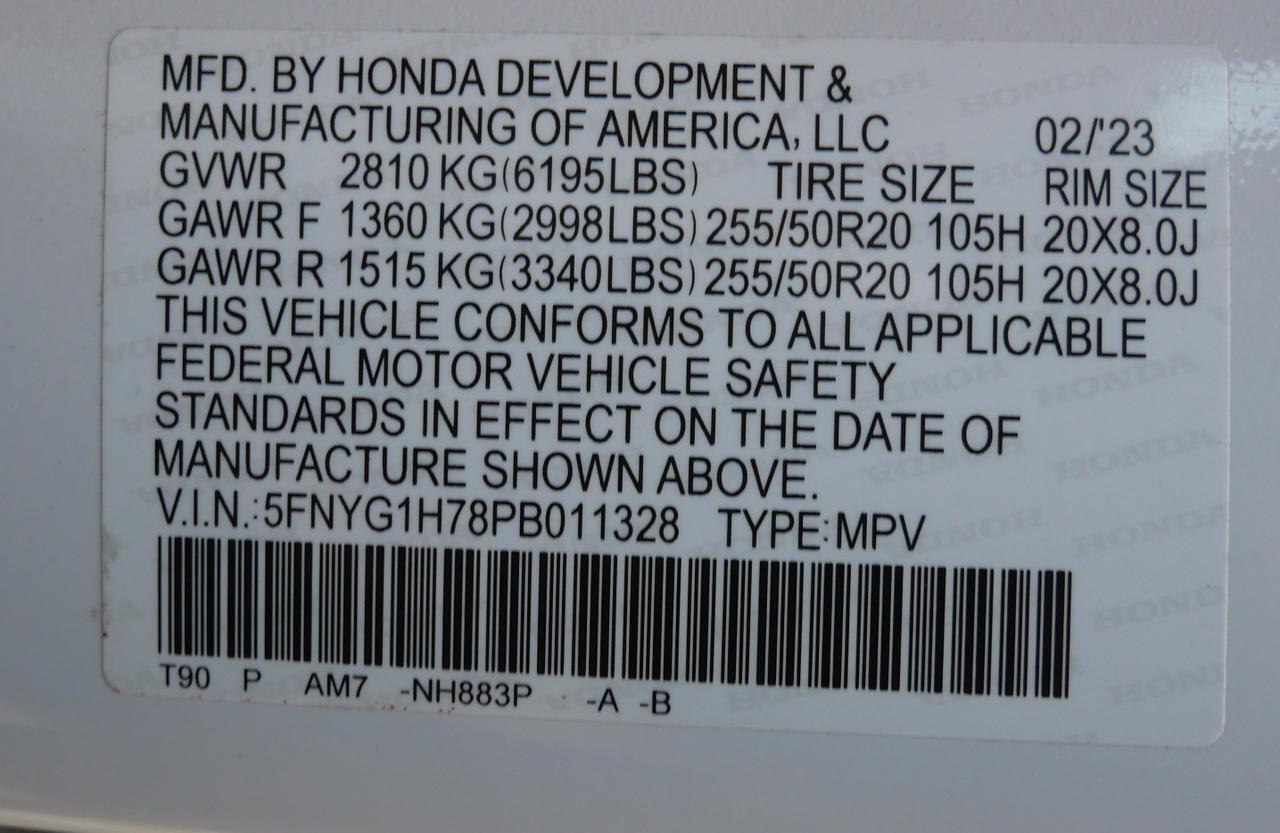 MFD. BY HONDA DEVELOPMENT &
MANUFACTURING OF AMERICA, LLC 02/'23
GVWR 2810 KG(6195LBS) TIRE SIZE RIM SIZE
GAWR F 1360 KG(2998LBS) 255/50R20 105H 20X8.0J
GAWR R 1515 KG(3340LBS) 255/50R20 105H 20X8.0J
THIS VEHICLE CONFORMS TO ALL APPLICABLE
FEDERAL MOTOR VEHICLE SAFETY
STANDARDS IN EFFECT ON THE DATE OF
MANUFACTURE SHOWN ABOVE.
V.I.N.: 5FNYG1H78PB011328 TYPE: MPV
T90 P AM7 -NH883P -A -B